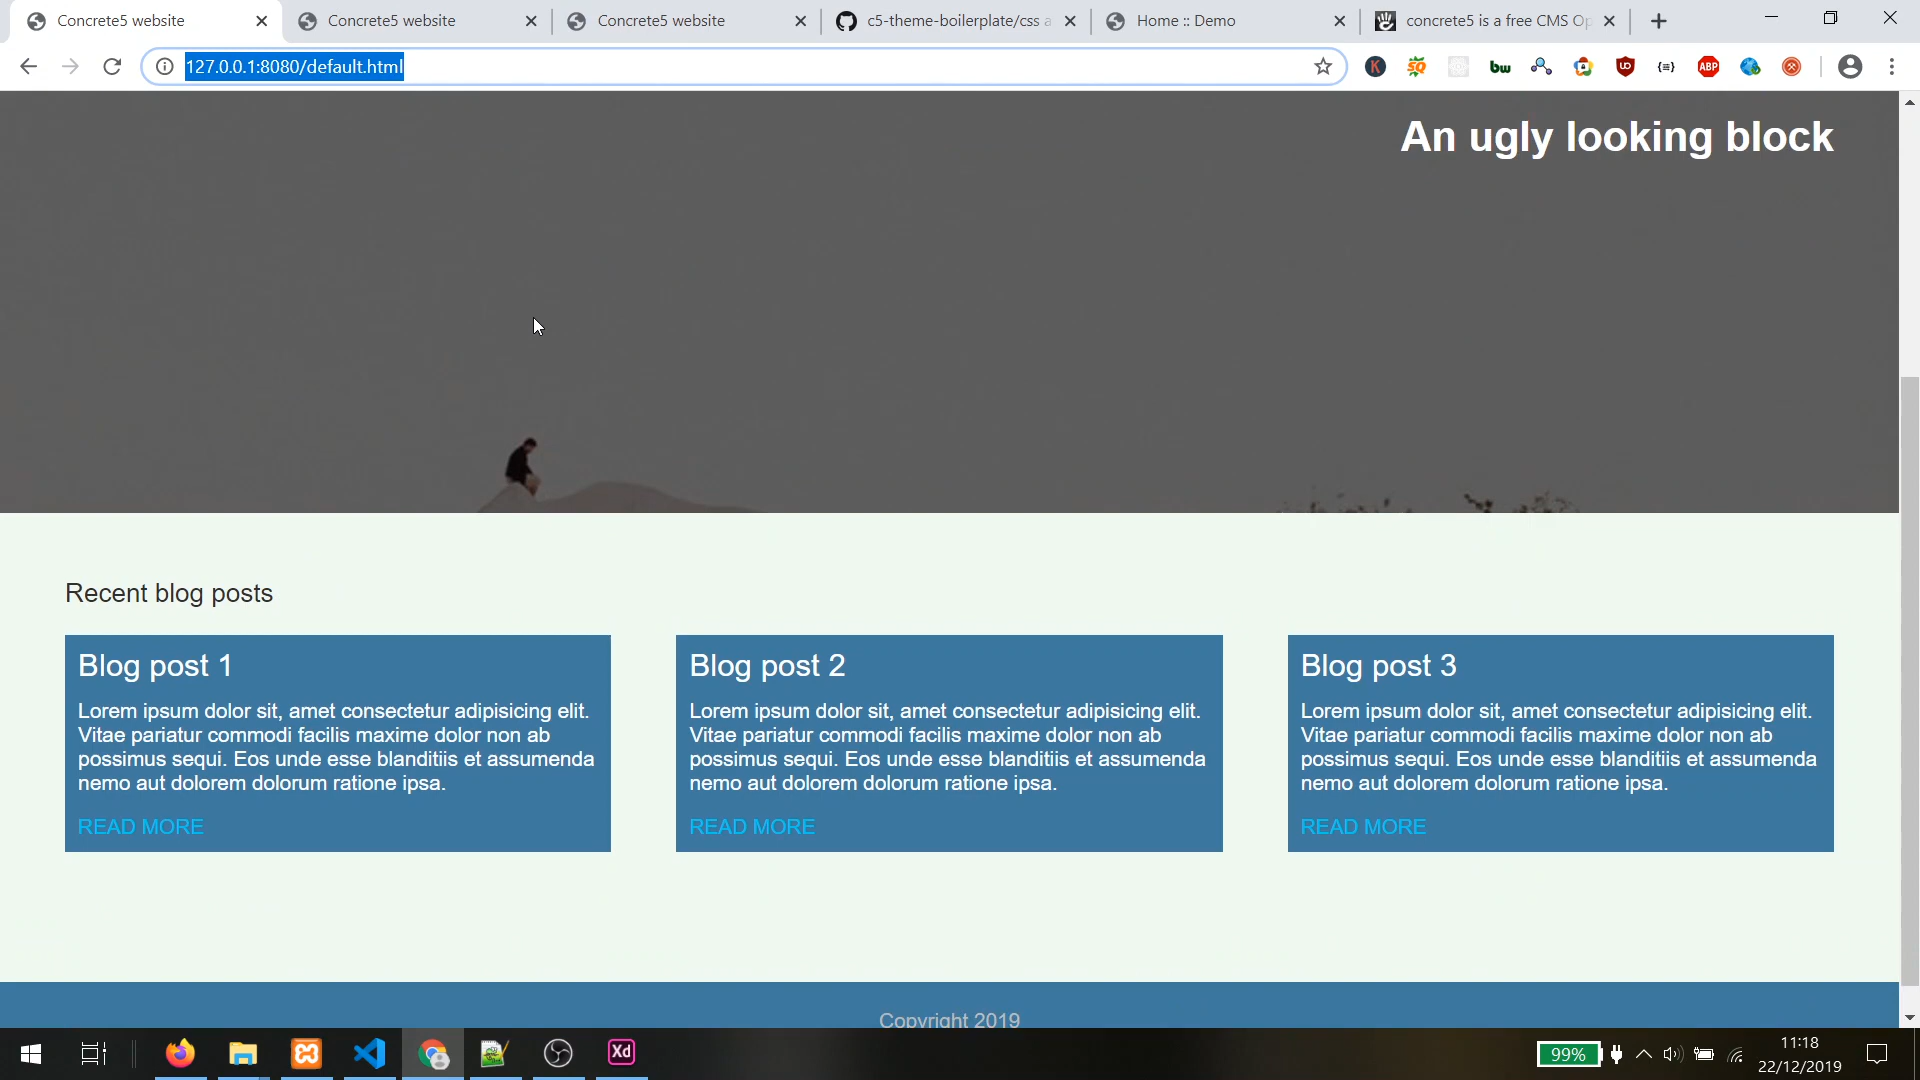 Concrete5 website
Concrete5 website
Concrete5 website
c5-theme-boilerplate/css a
Home :: Demo
concrete5 is a free CMS Op
127.0.0.1:8080/default.html
K
SQ
bw
UO
{≡}
ABP
An ugly looking block
Recent blog posts
Blog post 1
Lorem ipsum dolor sit, amet consectetur adipisicing elit.
Vitae pariatur commodi facilis maxime dolor non ab
possimus sequi. Eos unde esse blanditiis et assumenda
nemo aut dolorem dolorum ratione ipsa.
READ MORE
Blog post 2
Lorem ipsum dolor sit, amet consectetur adipisicing elit.
Vitae pariatur commodi facilis maxime dolor non ab
possimus sequi. Eos unde esse blanditiis et assumenda
nemo aut dolorem dolorum ratione ipsa.
READ MORE
Blog post 3
Lorem ipsum dolor sit, amet consectetur adipisicing elit.
Vitae pariatur commodi facilis maxime dolor non ab
possimus sequi. Eos unde esse blanditiis et assumenda
nemo aut dolorem dolorum ratione ipsa.
READ MORE
Copyright 2019
Xd
99%
11:18
22/12/2019